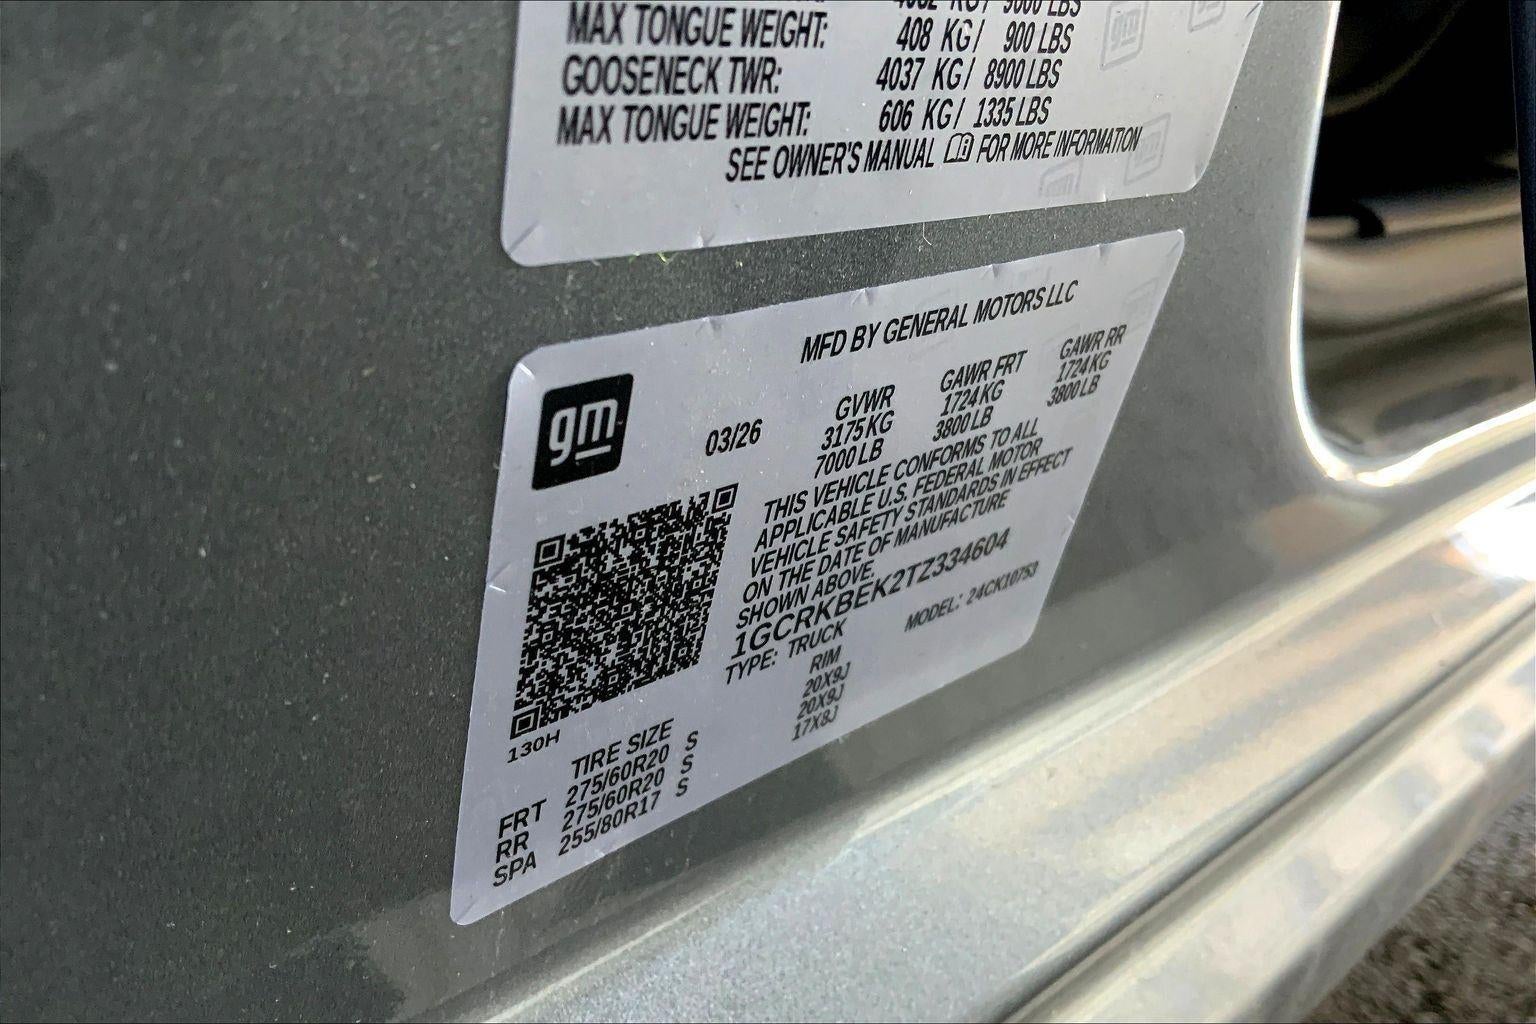 4082 KG / 9000 LBS
MAX TONGUE WEIGHT: 408 KG / 900 LBS
GOOSENECK TWR: 4037 KG / 8900 LBS
MAX TONGUE WEIGHT: 606 KG / 1335 LBS
SEE OWNER'S MANUAL FOR MORE INFORMATION
MFD BY GENERAL MOTORS LLC
gm
03/26
GVWR GAWR FRT GAWR RR
3175KG 1724KG 1724KG
7000LB 3800LB 3800LB
THIS VEHICLE CONFORMS TO ALL
APPLICABLE U.S. FEDERAL MOTOR
VEHICLE SAFETY STANDARDS IN EFFECT
ON THE DATE OF MANUFACTURE
SHOWN ABOVE.
1GCRKBEK2TZ334604
TYPE: TRUCK MODEL: 24CK10753
130H
TIRE SIZE RIM
FRT 275/60R20 S 20X9J
RR 275/60R20 S 20X9J
SPA 255/80R17 S 17X8J